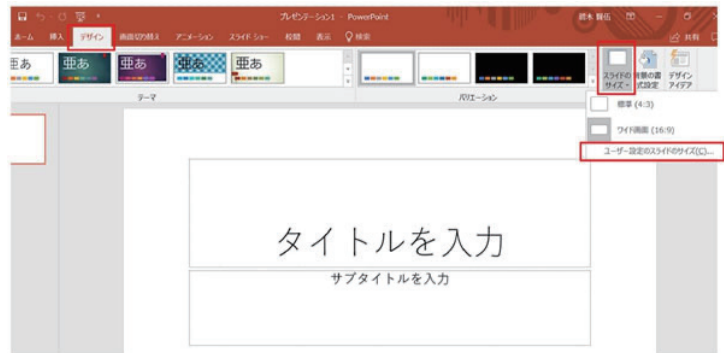 プレゼンテーション1 - PowerPoint
ホーム 挿入 デザイン 画面切り替え アニメーション スライド ショー 校閲 表示 検索 共有
亜あ 亜あ 亜あ 亜あ
スライドの サイズ 背景の書式設定 デザイン アイデア
テーマ バリエーション
標準 (4:3)
ワイド画面 (16:9)
ユーザー設定のスライドのサイズ(C)...
タイトルを入力
サブタイトルを入力